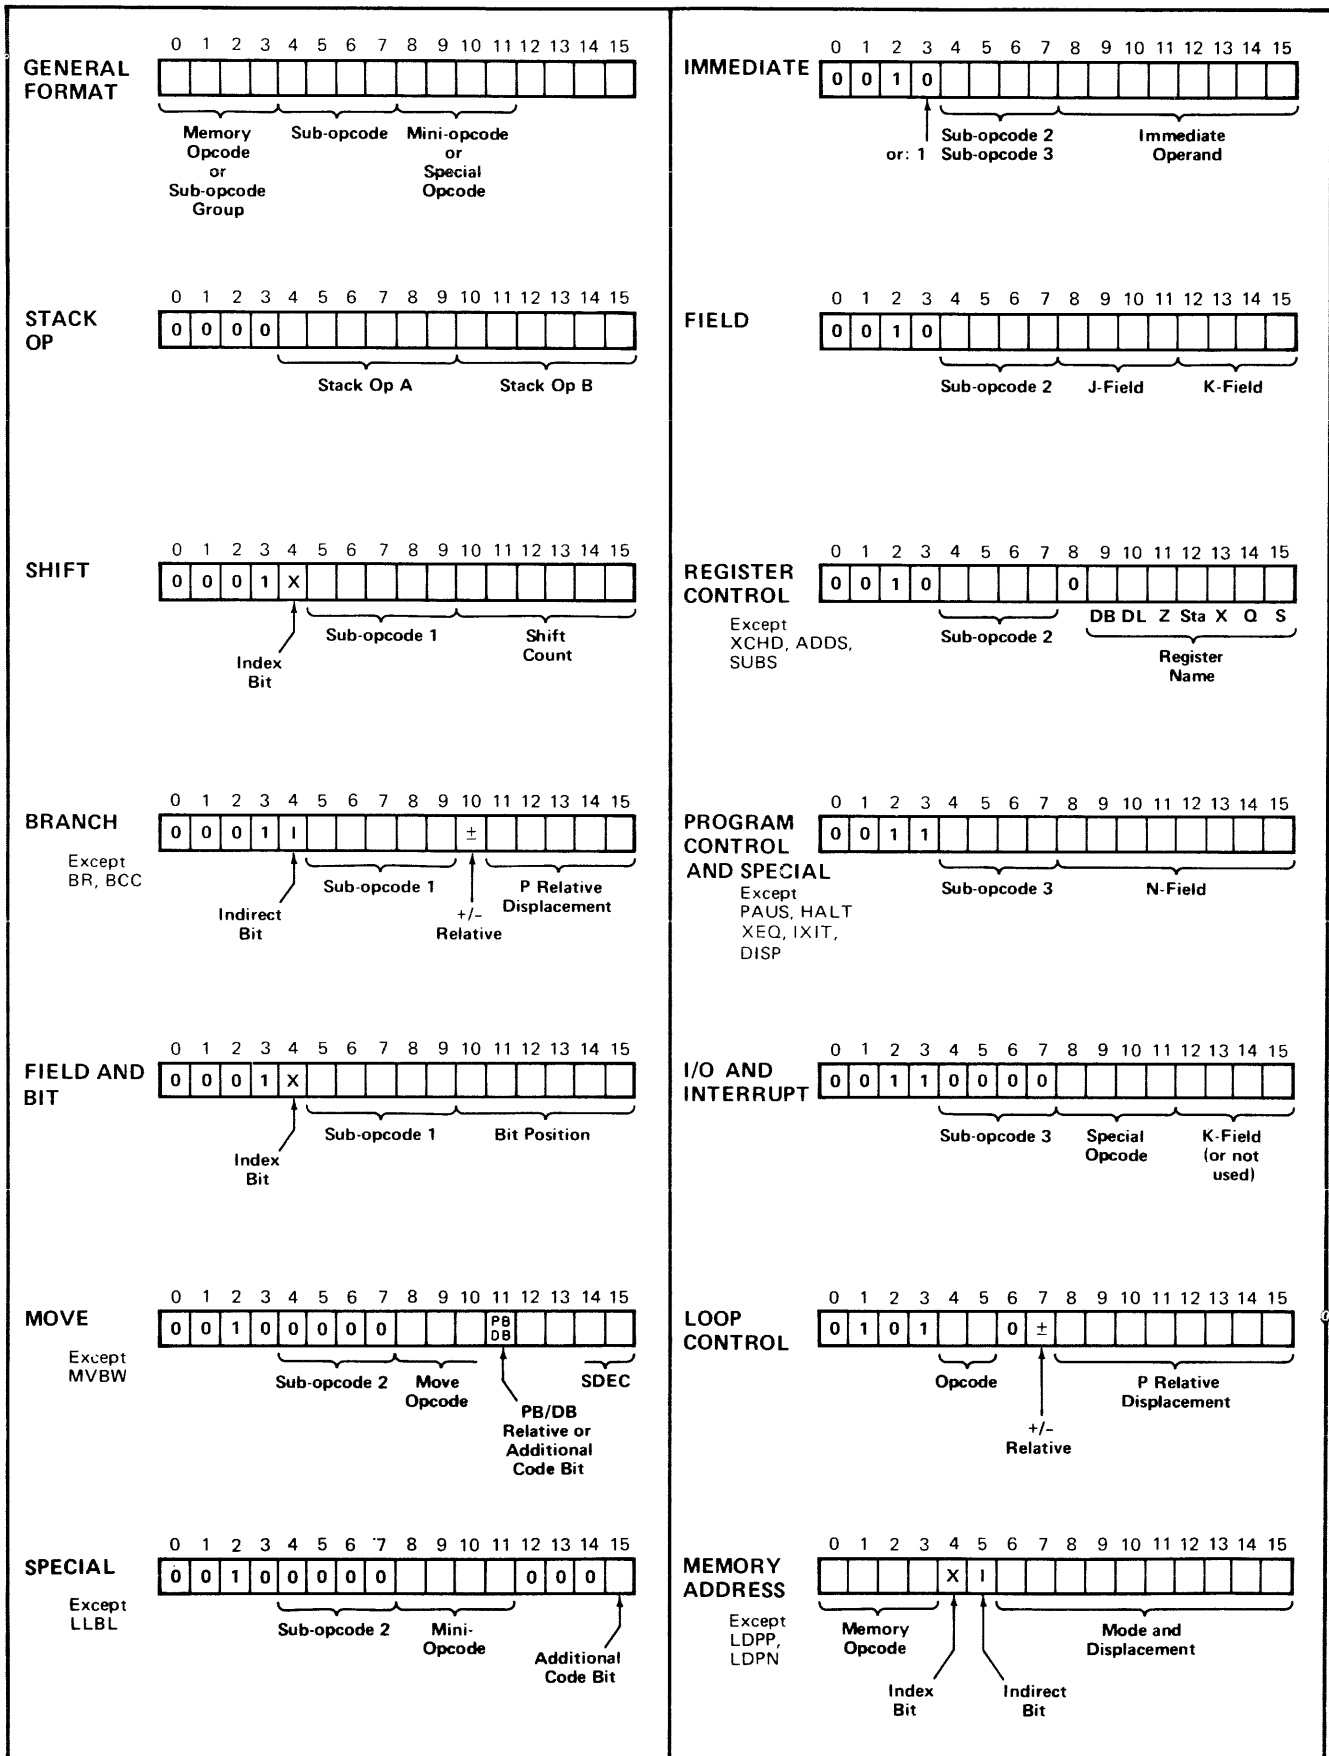 0 1 2 3 4 5 6 7 8 9 10 11 12 13 14 15
GENERAL
FORMAT
Memory
Opcode
or
Sub-opcode
Group
Sub-opcode
Mini-opcode
or
Special
Opcode
0 1 2 3 4 5 6 7 8 9 10 11 12 13 14 15
STACK
OP
0 0 0 0
Stack Op A
Stack Op B
0 1 2 3 4 5 6 7 8 9 10 11 12 13 14 15
SHIFT
0 0 0 1 X
Sub-opcode 1
Shift
Count
Index
Bit
0 1 2 3 4 5 6 7 8 9 10 11 12 13 14 15
BRANCH
0 0 0 1 I ±
Except
BR, BCC
Sub-opcode 1
P Relative
Displacement
Indirect
Bit
+/-
Relative
0 1 2 3 4 5 6 7 8 9 10 11 12 13 14 15
FIELD AND
BIT
0 0 0 1 X
Sub-opcode 1
Bit Position
Index
Bit
0 1 2 3 4 5 6 7 8 9 10 11 12 13 14 15
MOVE
0 0 1 0 0 0 0 0 PB DB
Except
MVBW
Sub-opcode 2
Move
Opcode
SDEC
PB/DB
Relative or
Additional
Code Bit
0 1 2 3 4 5 6 7 8 9 10 11 12 13 14 15
SPECIAL
0 0 1 0 0 0 0 0 0 0 0
Except
LLBL
Sub-opcode 2
Mini-
Opcode
Additional
Code Bit
0 1 2 3 4 5 6 7 8 9 10 11 12 13 14 15
IMMEDIATE
0 0 1 0
Sub-opcode 2
or: 1 Sub-opcode 3
Immediate
Operand
0 1 2 3 4 5 6 7 8 9 10 11 12 13 14 15
FIELD
0 0 1 0
Sub-opcode 2
J-Field
K-Field
0 1 2 3 4 5 6 7 8 9 10 11 12 13 14 15
REGISTER
CONTROL
0 0 1 0 0
Except
XCHD, ADDS,
SUBS
Sub-opcode 2
DB DL Z Sta X Q S
Register
Name
0 1 2 3 4 5 6 7 8 9 10 11 12 13 14 15
PROGRAM
CONTROL
AND SPECIAL
0 0 1 1
Except
PAUS, HALT
XEQ, IXIT,
DISP
Sub-opcode 3
N-Field
0 1 2 3 4 5 6 7 8 9 10 11 12 13 14 15
I/O AND
INTERRUPT
0 0 1 1 0 0 0 0
Sub-opcode 3
Special
Opcode
K-Field
(or not
used)
0 1 2 3 4 5 6 7 8 9 10 11 12 13 14 15
LOOP
CONTROL
0 1 0 1 0 ±
Opcode
P Relative
Displacement
+/-
Relative
0 1 2 3 4 5 6 7 8 9 10 11 12 13 14 15
MEMORY
ADDRESS
X I
Except
LDPP,
LDPN
Memory
Opcode
Mode and
Displacement
Index
Bit
Indirect
Bit